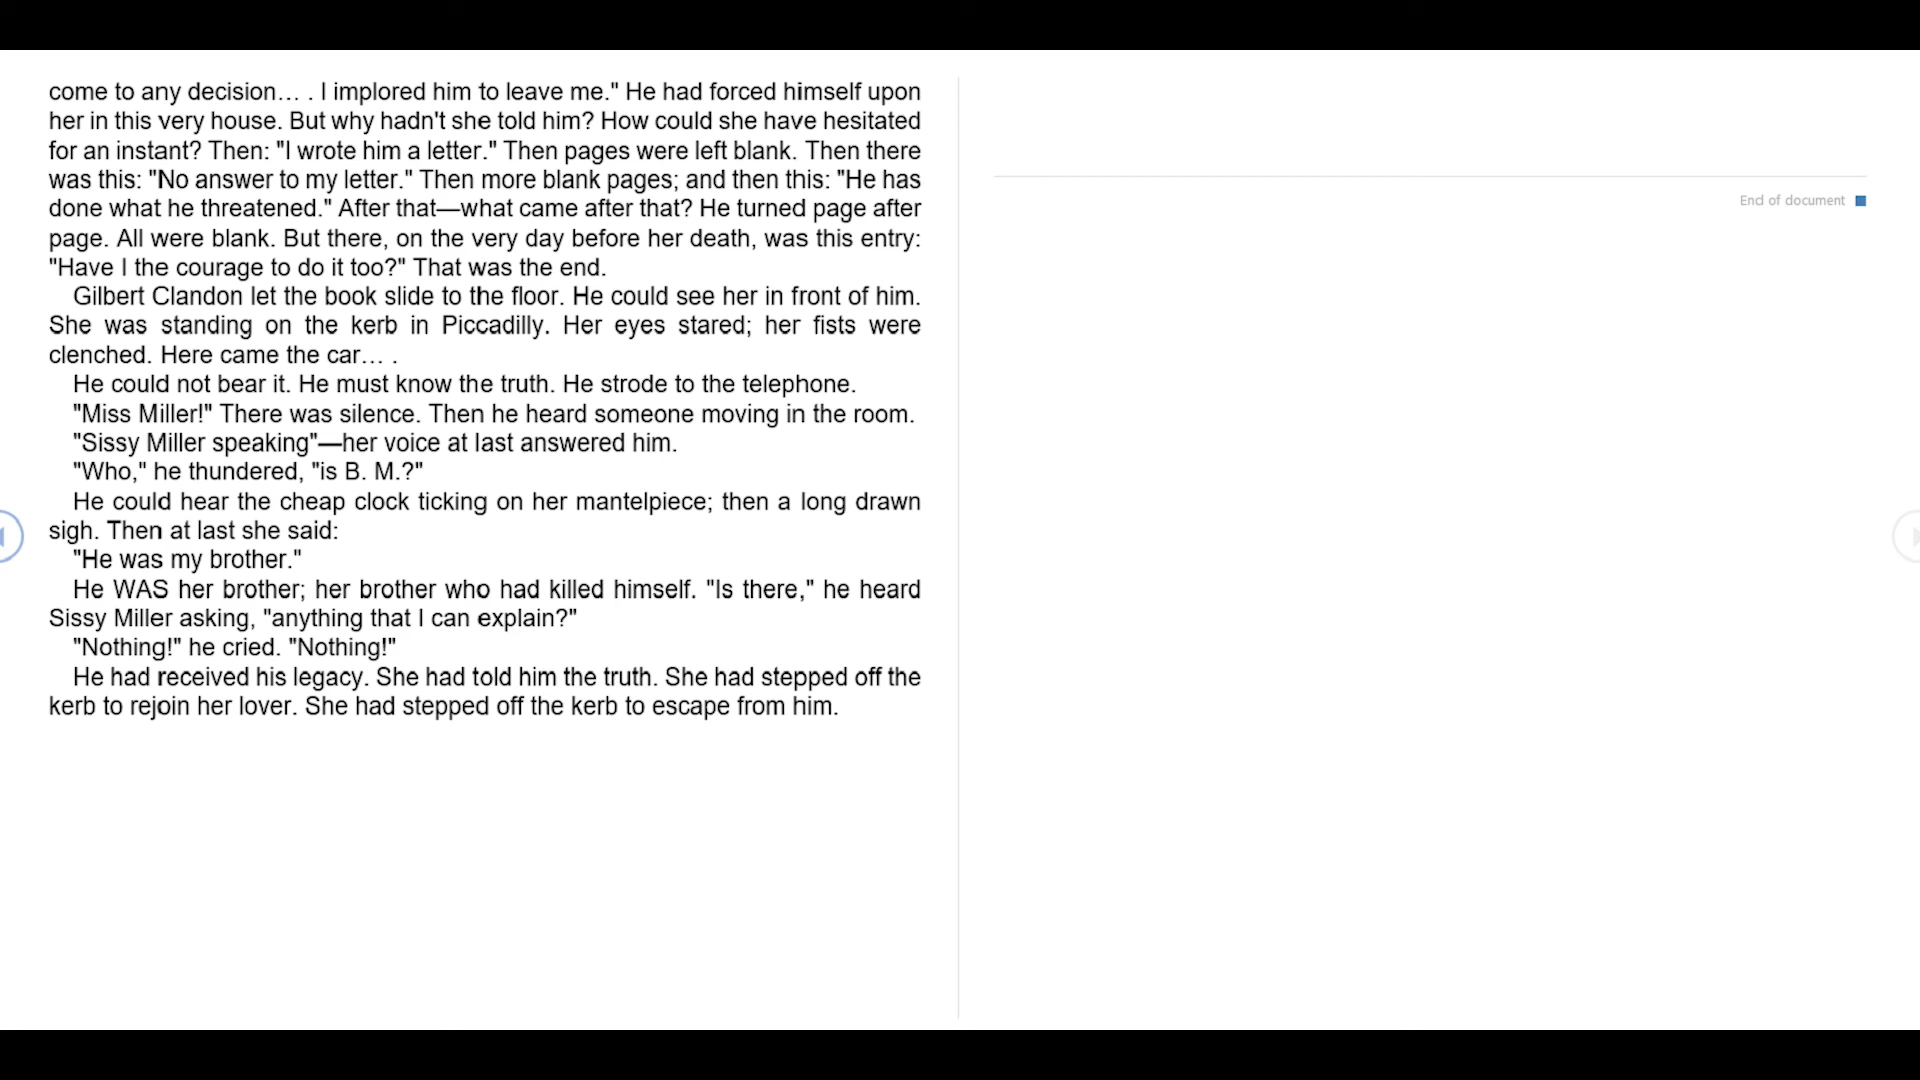 come to any decision… . I implored him to leave me." He had forced himself upon
her in this very house. But why hadn't she told him? How could she have hesitated
for an instant? Then: "I wrote him a letter." Then pages were left blank. Then there
was this: "No answer to my letter." Then more blank pages; and then this: "He has
done what he threatened." After that—what came after that? He turned page after
page. All were blank. But there, on the very day before her death, was this entry:
"Have I the courage to do it too?" That was the end.
Gilbert Clandon let the book slide to the floor. He could see her in front of him.
She was standing on the kerb in Piccadilly. Her eyes stared; her fists were
clenched. Here came the car… .
He could not bear it. He must know the truth. He strode to the telephone.
"Miss Miller!" There was silence. Then he heard someone moving in the room.
"Sissy Miller speaking"—her voice at last answered him.
"Who," he thundered, "is B. M.?"
He could hear the cheap clock ticking on her mantelpiece; then a long drawn
sigh. Then at last she said:
"He was my brother."
He WAS her brother; her brother who had killed himself. "Is there," he heard
Sissy Miller asking, "anything that I can explain?"
"Nothing!" he cried. "Nothing!"
He had received his legacy. She had told him the truth. She had stepped off the
kerb to rejoin her lover. She had stepped off the kerb to escape from him.
End of document